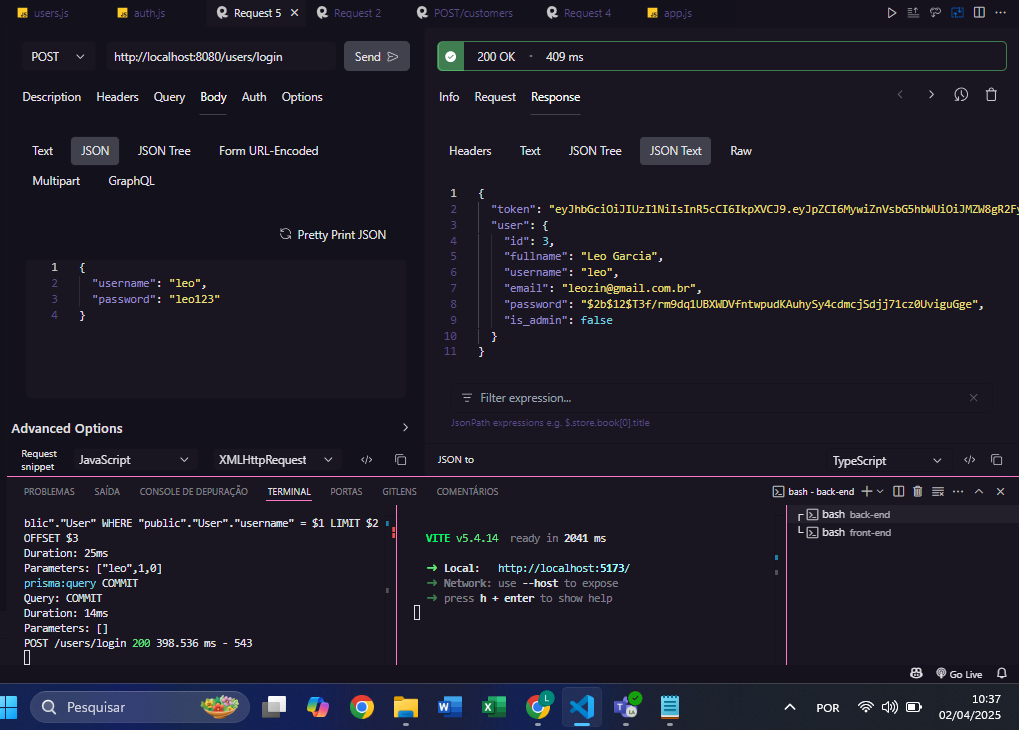 users.js
auth.js
Request 5
Request 2
POST/customers
Request 4
app.js
POST
http://localhost:8080/users/login
Send
Description
Headers
Query
Body
Auth
Options
Text
JSON
JSON Tree
Form URL-Encoded
Multipart
GraphQL
Pretty Print JSON
1 {
2 "username": "leo",
3 "password": "leo123"
4 }
Advanced Options
Request snippet
JavaScript
XMLHttpRequest
200 OK - 409 ms
Info
Request
Response
Headers
Text
JSON Tree
JSON Text
Raw
1 {
2 "token": "eyJhbGciOiJIUzI1NiIsInR5cCI6IkpXVCJ9.eyJpZCI6MywiZnVsbG5hbWUiOiJMZW8gR2Fy
3 "user": {
4 "id": 3,
5 "fullname": "Leo Garcia",
6 "username": "leo",
7 "email": "leozin@gmail.com.br",
8 "password": "$2b$12$T3f/rm9dq1UBXWDVfntwpudKAuhySy4cdmcjSdjj71cz0UviguGge",
9 "is_admin": false
10 }
11 }
Filter expression...
JsonPath expressions e.g. $.store.book[0].title
JSON to
TypeScript
PROBLEMAS
SAÍDA
CONSOLE DE DEPURAÇÃO
TERMINAL
PORTAS
GITLENS
COMENTÁRIOS
bash - back-end
blic"."User" WHERE "public"."User"."username" = $1 LIMIT $2
OFFSET $3
Duration: 25ms
Parameters: ["leo",1,0]
prisma:query COMMIT
Query: COMMIT
Duration: 14ms
Parameters: []
POST /users/login 200 398.536 ms - 543
VITE v5.4.14 ready in 2041 ms
➜ Local: http://localhost:5173/
➜ Network: use --host to expose
➜ press h + enter to show help
bash back-end
bash front-end
Go Live
Pesquisar
POR
10:37
02/04/2025